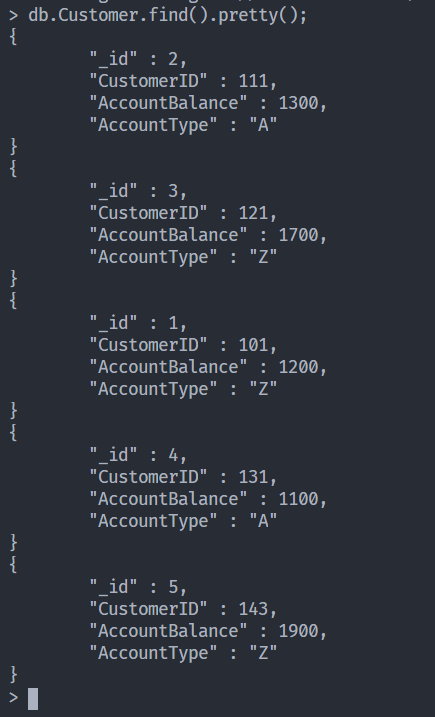 > db.Customer.find().pretty();
{
        "_id" : 2,
        "CustomerID" : 111,
        "AccountBalance" : 1300,
        "AccountType" : "A"
}
{
        "_id" : 3,
        "CustomerID" : 121,
        "AccountBalance" : 1700,
        "AccountType" : "Z"
}
{
        "_id" : 1,
        "CustomerID" : 101,
        "AccountBalance" : 1200,
        "AccountType" : "Z"
}
{
        "_id" : 4,
        "CustomerID" : 131,
        "AccountBalance" : 1100,
        "AccountType" : "A"
}
{
        "_id" : 5,
        "CustomerID" : 143,
        "AccountBalance" : 1900,
        "AccountType" : "Z"
}
>